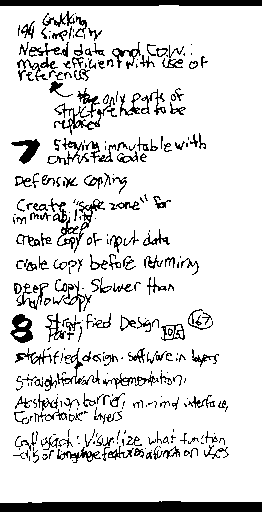 144 Grokking
Simplicity
Nested data and C.O.W.:
made efficient with use of
references
the only parts of
structure need to be
replaced
7 Staying immutable with
untrusted code
Defensive Copying
Create "safe zone" for
immutability
deep
Create copy of input data
Create copy before returning
Deep Copy. Slower than
shallow copy
8 Stratified Design 167
Part 1
stratified design. software in layers
Straightforward implementation,
Abstraction barrier, minimal interface,
Comfortable layers
Call graph: Visualize what function
calls or language features a function uses